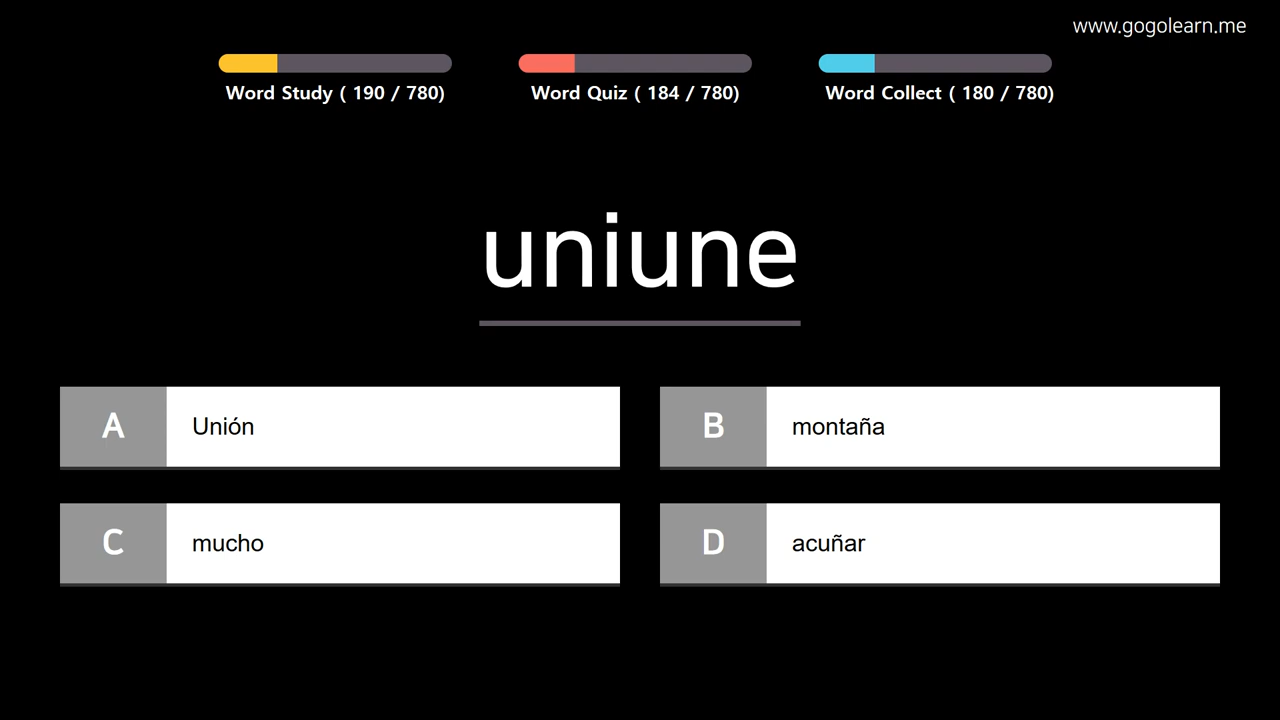 www.gogolearn.me
Word Study ( 190 / 780)
Word Quiz ( 184 / 780)
Word Collect ( 180 / 780)
uniune
A Unión
B montaña
C mucho
D acuñar